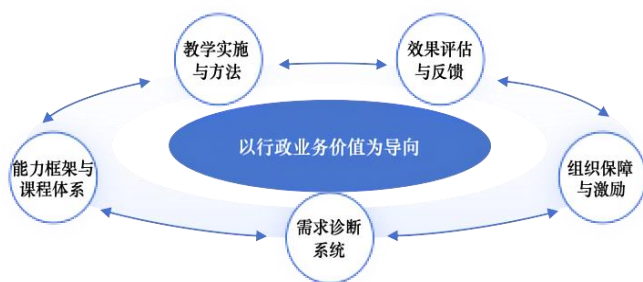 教学实施
与方法
效果评估
与反馈
以行政业务价值为导向
能力框架与
课程体系
组织保障
与激励
需求诊断
系统